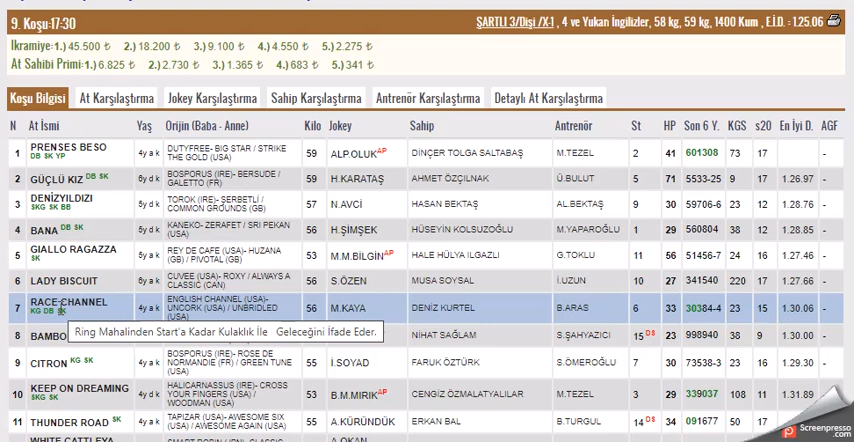 9. Koşu:17:30 ŞARTLI 3/Dişi /X-1 , 4 ve Yukarı İngilizler, 58 kg, 59 kg, 1400 Kum , E.İ.D. : 1.25.06
İkramiye: 1.) 45.500 ₺ 2.) 18.200 ₺ 3.) 9.100 ₺ 4.) 4.550 ₺ 5.) 2.275 ₺
At Sahibi Primi: 1.) 6.825 ₺ 2.) 2.730 ₺ 3.) 1.365 ₺ 4.) 683 ₺ 5.) 341 ₺
Koşu Bilgisi At Karşılaştırma Jokey Karşılaştırma Sahip Karşılaştırma Antrenör Karşılaştırma Detaylı At Karşılaştırma
N At İsmi Yaş Orijin (Baba - Anne) Kilo Jokey Sahip Antrenör St HP Son 6 Y. KGS s20 En İyi D. AGF
1 PRENSES BESO DB SK YP 4y a k DUTYFREE- BIG STAR / STRIKE THE GOLD (USA) 59 ALP.OLUK AP DİNÇER TOLGA SALTABAŞ M.TEZEL 2 41 601308 73 17 -
2 GÜÇLÜ KIZ DB SK 6y d k BOSPORUS (IRE)- BERSUDE / GALETTO (FR) 59 H.KARATAŞ AHMET ÖZÇILNAK Ü.BULUT 5 71 5533-25 9 17 1.26.97 -
3 DENİZYILDIZI SKG SK BB 5y d k TOROK (IRE)- ŞERBETLİ / COMMON GROUNDS (GB) 57 N.AVCİ HASAN BEKTAŞ AL.BEKTAŞ 9 30 59706-6 23 12 1.28.76 -
4 BANA DB SK 5y d k KANEKO- ZERAFET / SRI PEKAN (USA) 56 H.ŞİMŞEK HÜSEYİN KOLSUZOĞLU M.YAPAROĞLU 1 29 560804 38 12 1.28.85 -
5 GIALLO RAGAZZA SK 6y a k REY DE CAFE (USA)- HUZANA (GB) / PIVOTAL (GB) 53 M.M.BİLGİN AP HALE HÜLYA ILGAZLI G.TOKLU 11 56 51456-7 24 16 1.27.46 -
6 LADY BISCUIT 6y a k CUVEE (USA)- ROXY / ALWAYS A CLASSIC (CAN) 56 S.ÖZEN MUSA SOYSAL İ.UZUN 10 27 341540 220 17 1.27.66 -
7 RACE CHANNEL KG DB SK 4y a k ENGLISH CHANNEL (USA)- UNCORK (USA) / UNBRIDLED (USA) 56 M.KAYA DENİZ KURTEL B.ARAS 6 33 30384-4 23 15 1.30.06 -
Ring Mahalinden Start'a Kadar Kulaklık İle Geleceğini İfade Eder.
8 BAMBO NİHAT SAĞLAM S.ŞAHYAZICI 15 DS 23 998940 38 9 1.30.00 -
9 CITRON KG SK 4y a k BOSPORUS (IRE)- ROSE DE NORMANDIE (FR) / GREEN TUNE (USA) 55 İ.SOYAD FARUK ÖZTÜRK S.ÖMEROĞLU 7 30 73538-3 23 16 1.29.30 -
10 KEEP ON DREAMING SKG SK 4y d k HALICARNASSUS (IRE)- CROSS YOUR FINGERS (USA) / WOODMAN (USA) 53 B.M.MIRIK AP CENGİZ ÖZMALATYALILAR M.TEZEL 3 29 339037 108 s11 1.31.89 -
11 THUNDER ROAD SK 4y a k TAPIZAR (USA)- AWESOME SIX (USA) / AWESOME AGAIN (USA) 55 A.KÜRÜNDÜK ERKAN BAL B.TURGUL 14 DS 34 091677 50 17
WHITE CATTLEYA A.OKAN
Screenpresso
.com